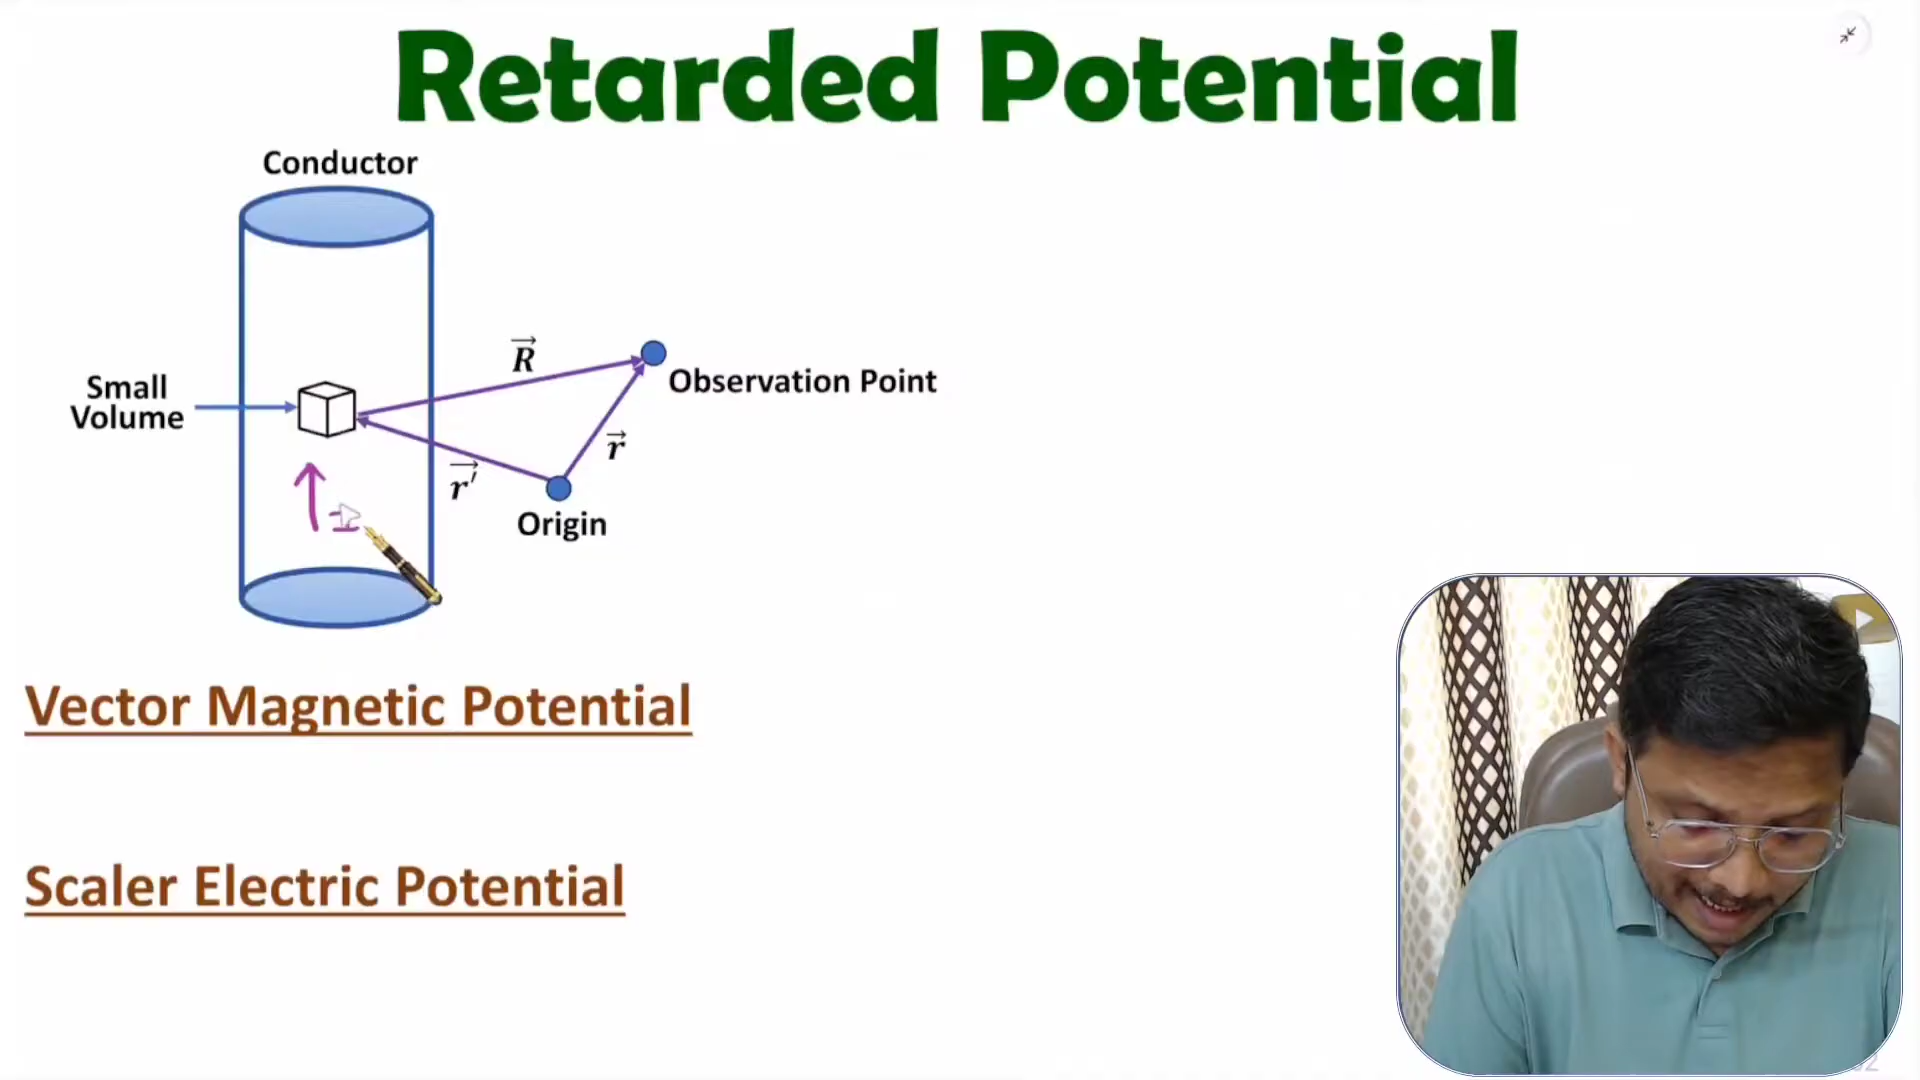 Retarded Potential
Conductor
Small
Volume
R
Observation Point
r
r'
Origin
Vector Magnetic Potential
Scaler Electric Potential